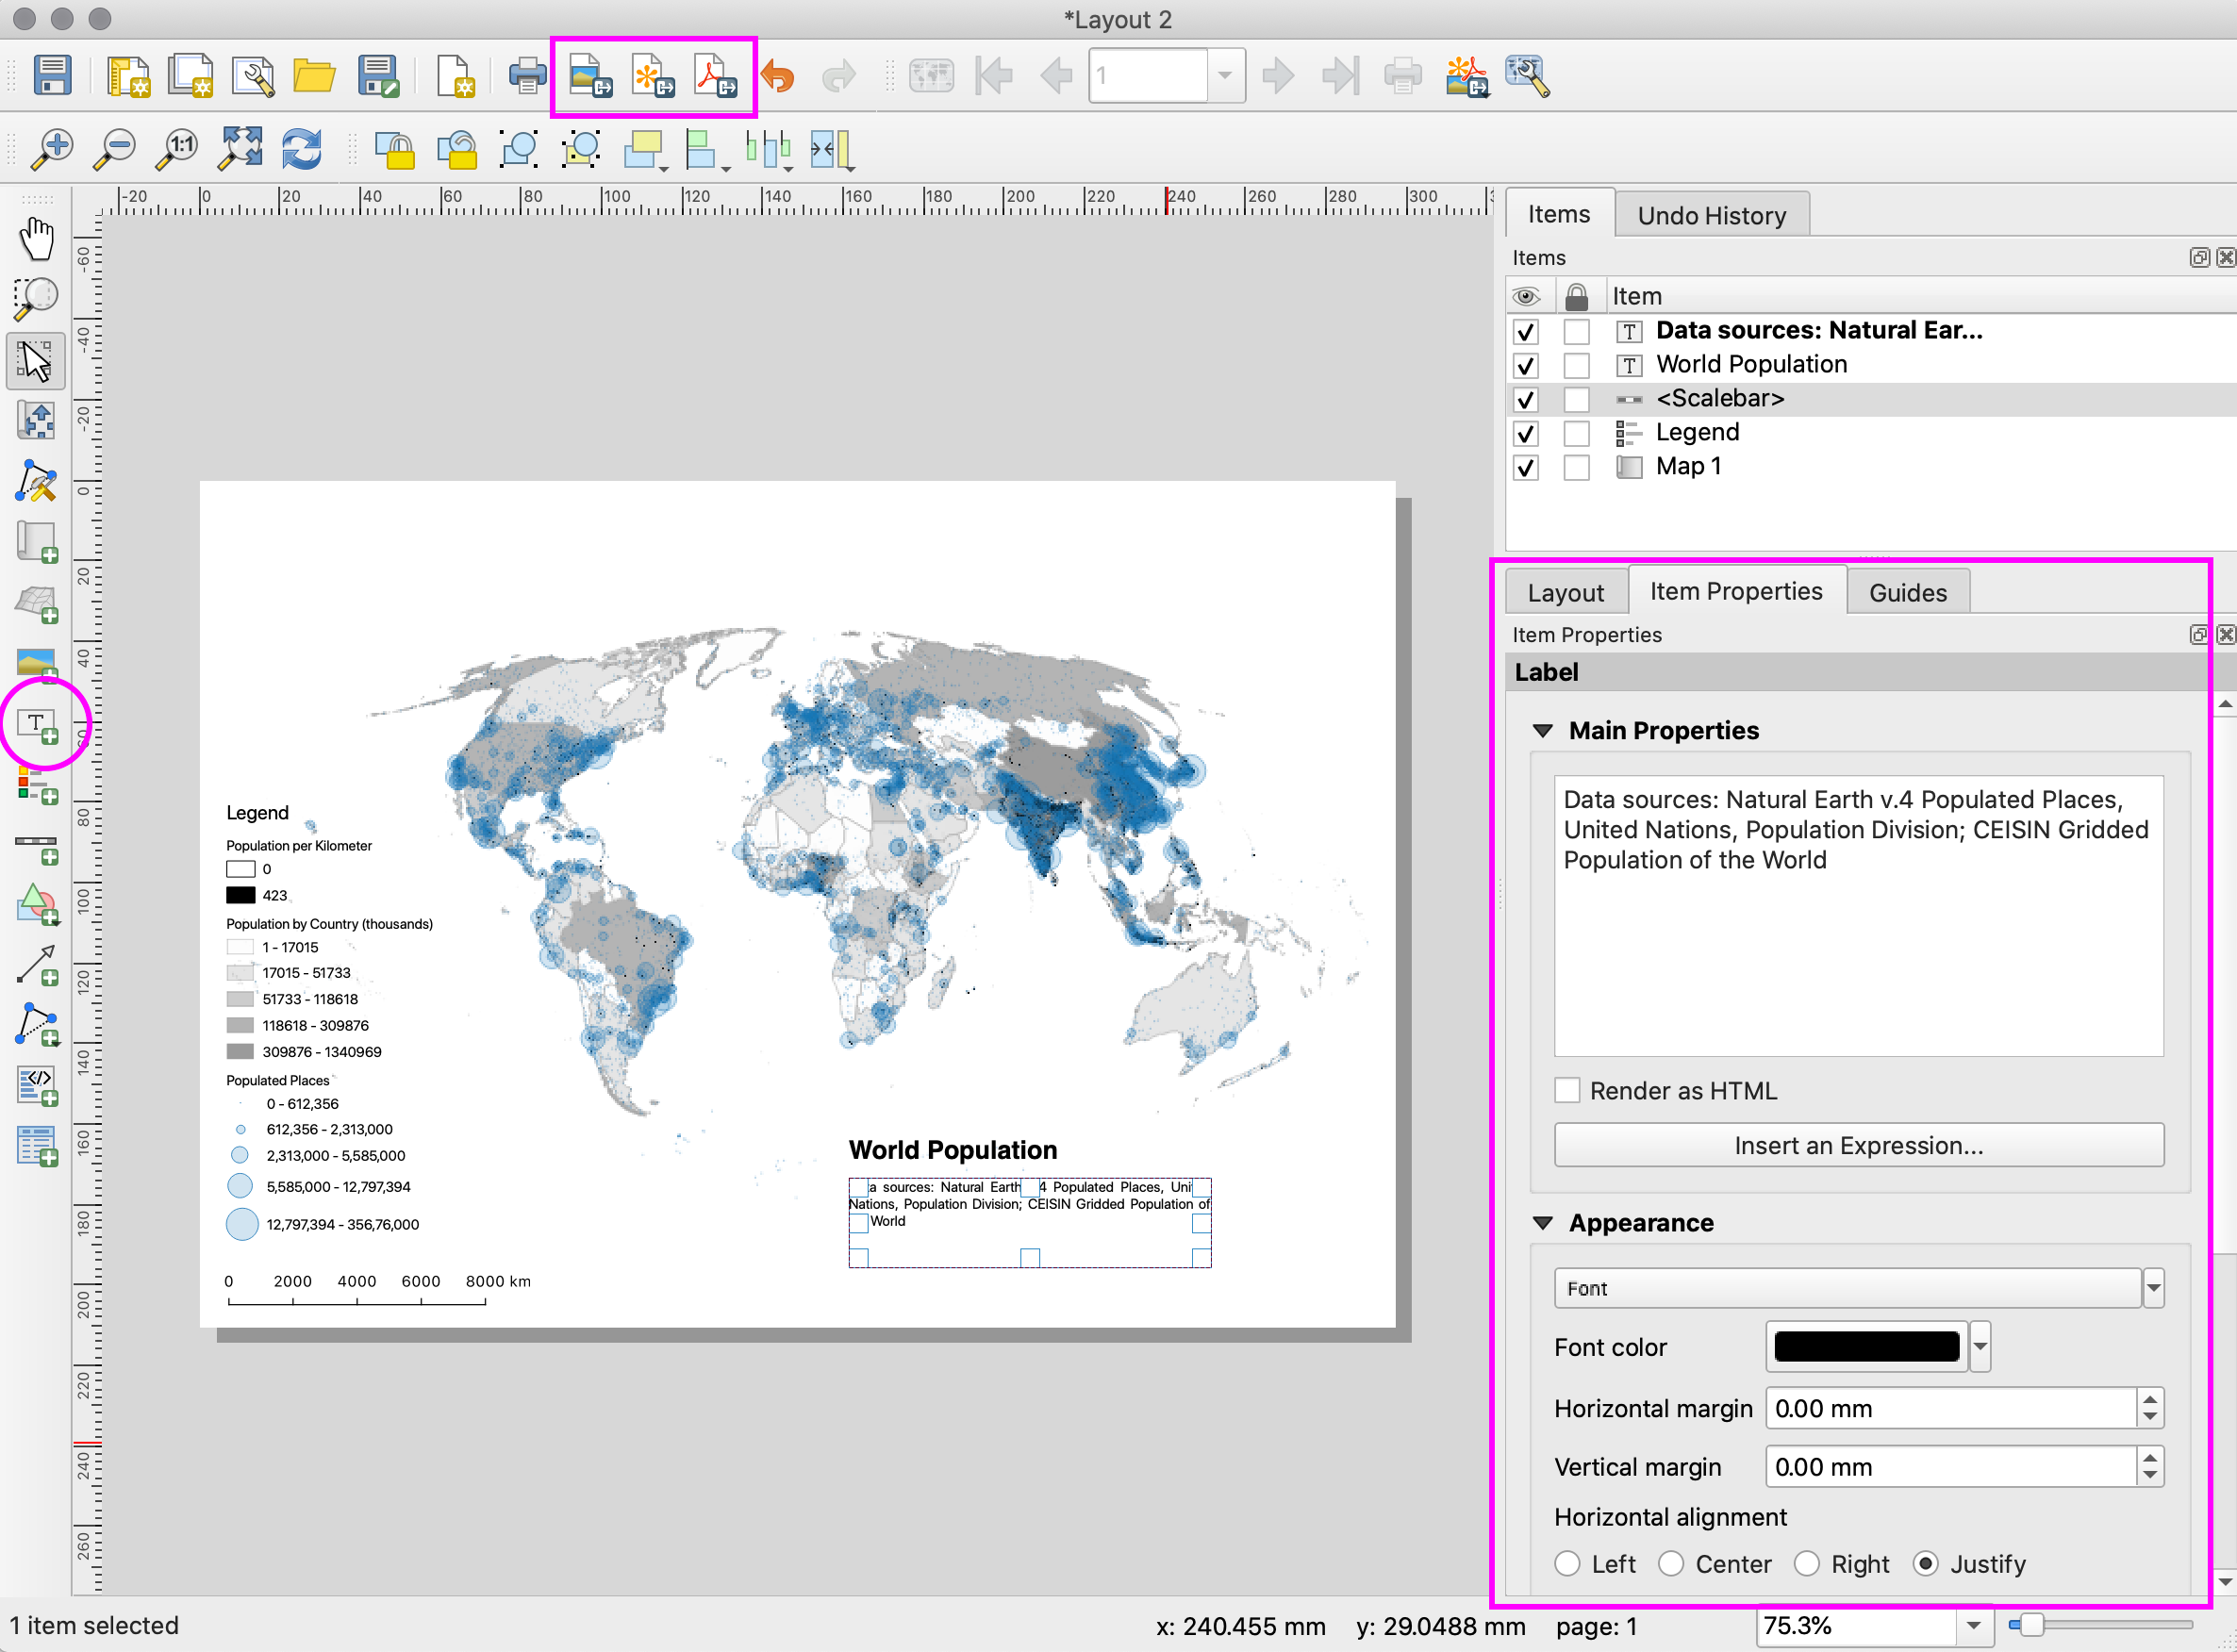 *Layout 2
1
1:1
-20 0 20 40 60 80 100 120 140 160 180 200 220 240 260 280 300
-60
-40
-20
0
20
40
60
80
100
120
140
160
180
200
220
240
260
Items Undo History
Items
Item
T Data sources: Natural Ear...
T World Population
<Scalebar>
Legend
Map 1
Layout Item Properties Guides
Item Properties
Label
Main Properties
Data sources: Natural Earth v.4 Populated Places,
United Nations, Population Division; CEISIN Gridded
Population of the World
Render as HTML
Insert an Expression...
Appearance
Font
Font color
Horizontal margin 0.00 mm
Vertical margin 0.00 mm
Horizontal alignment
Left Center Right Justify
T
Legend
Population per Kilometer
0
423
Population by Country (thousands)
1 - 17015
17015 - 51733
51733 - 118618
118618 - 309876
309876 - 1340969
Populated Places
0 - 612,356
612,356 - 2,313,000
2,313,000 - 5,585,000
5,585,000 - 12,797,394
12,797,394 - 356,76,000
0 2000 4000 6000 8000 km
World Population
a sources: Natural Earth 4 Populated Places, Uni
Nations, Population Division; CEISIN Gridded Population of
World
1 item selected
x: 240.455 mm y: 29.0488 mm page: 1 75.3%